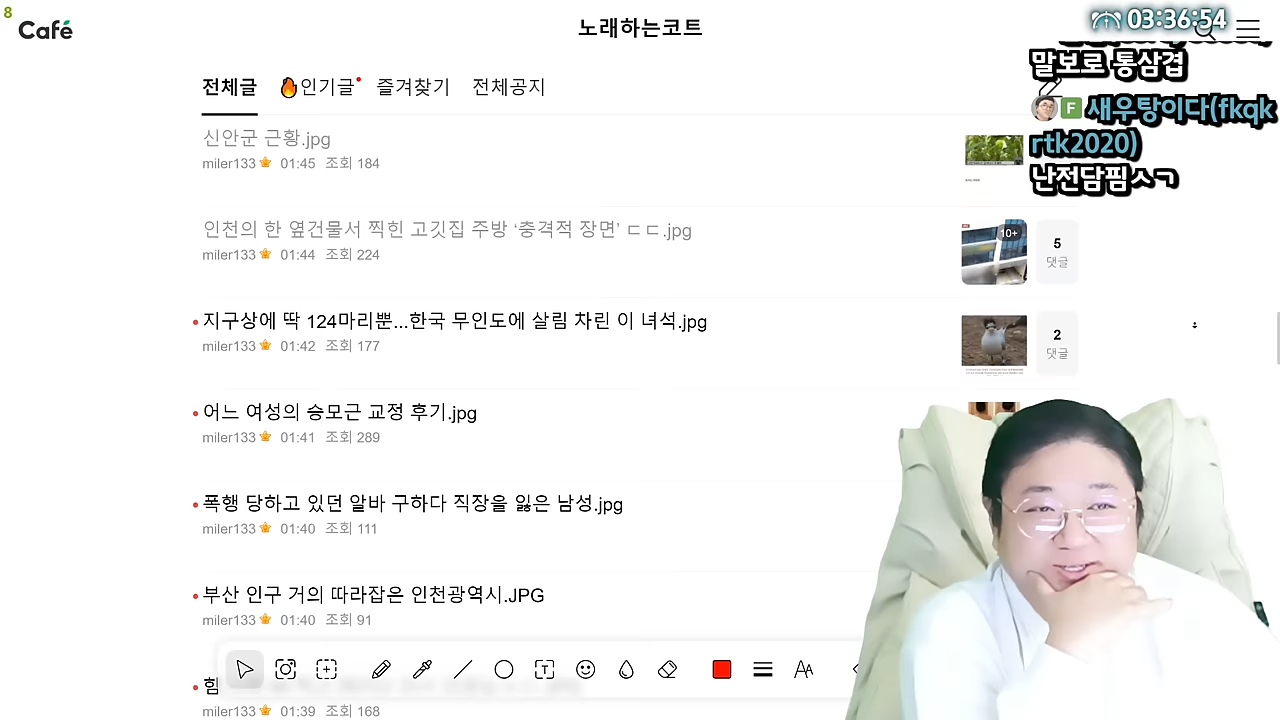 8
Café
노래하는코트
03:36:54
말보로 통삼겹
F 새우탕이다(fkqk
rtk2020)
난전담핌ㅅㄱ
전체글 인기글 즐겨찾기 전체공지
신안군 근황.jpg
miler133 01:45 조회 184
인천의 한 옆건물서 찍힌 고깃집 주방 ‘충격적 장면’ ㄷㄷ.jpg
miler133 01:44 조회 224
10+
5
댓글
지구상에 딱 124마리뿐...한국 무인도에 살림 차린 이 녀석.jpg
miler133 01:42 조회 177
2
댓글
어느 여성의 승모근 교정 후기.jpg
miler133 01:41 조회 289
폭행 당하고 있던 알바 구하다 직장을 잃은 남성.jpg
miler133 01:40 조회 111
부산 인구 거의 따라잡은 인천광역시.JPG
miler133 01:40 조회 91
힘
miler133 01:39 조회 168